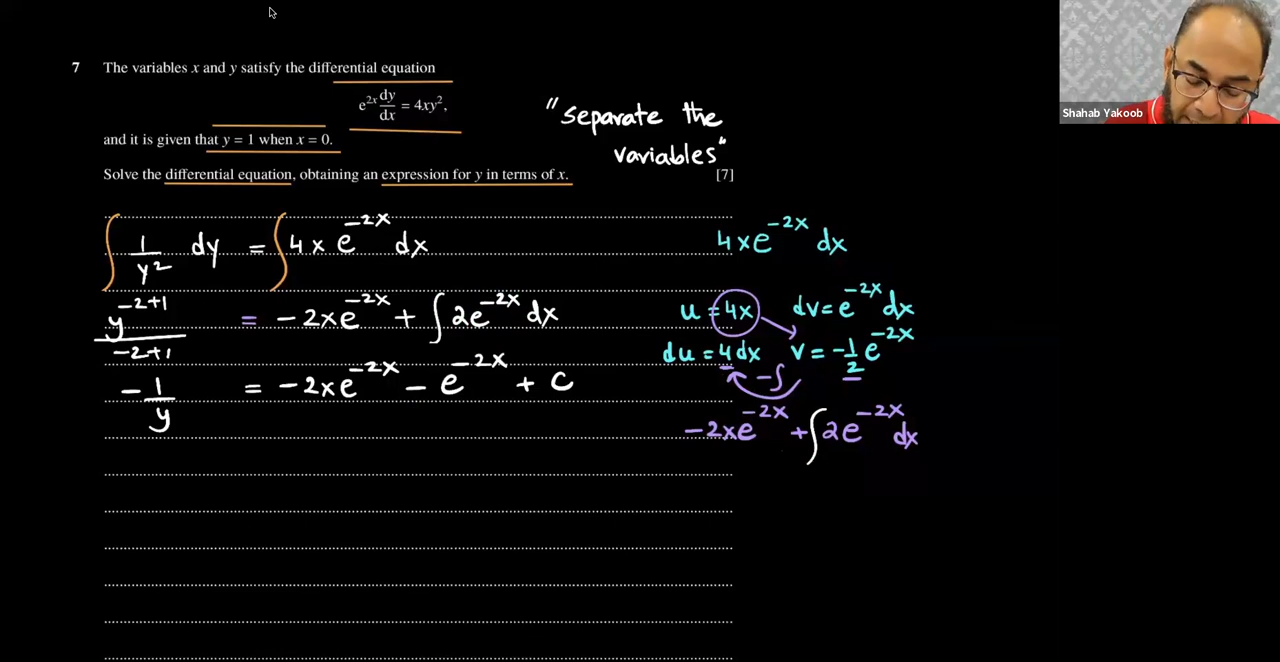 7 The variables x and y satisfy the differential equation
e^{2x} dy/dx = 4xy²,
and it is given that y = 1 when x = 0.
Solve the differential equation, obtaining an expression for y in terms of x. [7]
"separate the
variables"
∫ 1/y² dy = ∫ 4x e^{-2x} dx
y^{-2+1}/-2+1 = -2xe^{-2x} + ∫ 2e^{-2x} dx
-1/y = -2xe^{-2x} - e^{-2x} + c
4xe^{-2x} dx
u = 4x dv = e^{-2x} dx
du = 4dx v = -1/2 e^{-2x}
-∫
-2xe^{-2x} + ∫ 2e^{-2x} dx
Shahab Yakoob